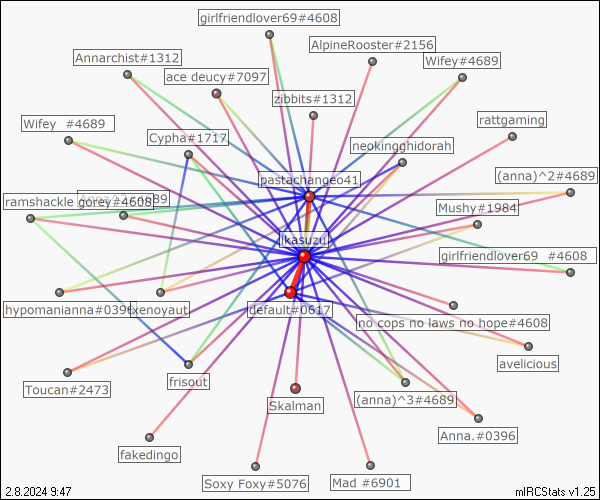 girlfriendlover69#4608
AlpineRooster#2156
Annarchist#1312
Wifey#4689
ace deucy#7097
zibbits#1312
rattgaming
Wifey #4689
Cypha#1717
neokingghidorah
pastachangeo41
(anna)^2#4689
ramshackle gorey#4608
Mushy#1984
jkasuzu
girlfriendlover69 #4608
hypomanianna#0396
xenoyaut
default#0617
no cops no laws no hope#4608
avelicious
Toucan#2473
frisout
Skalman
(anna)^3#4689
Anna.#0396
fakedingo
Soxy Foxy#5076
Mad #6901
2.8.2024 9:47
mIRCStats v1.25